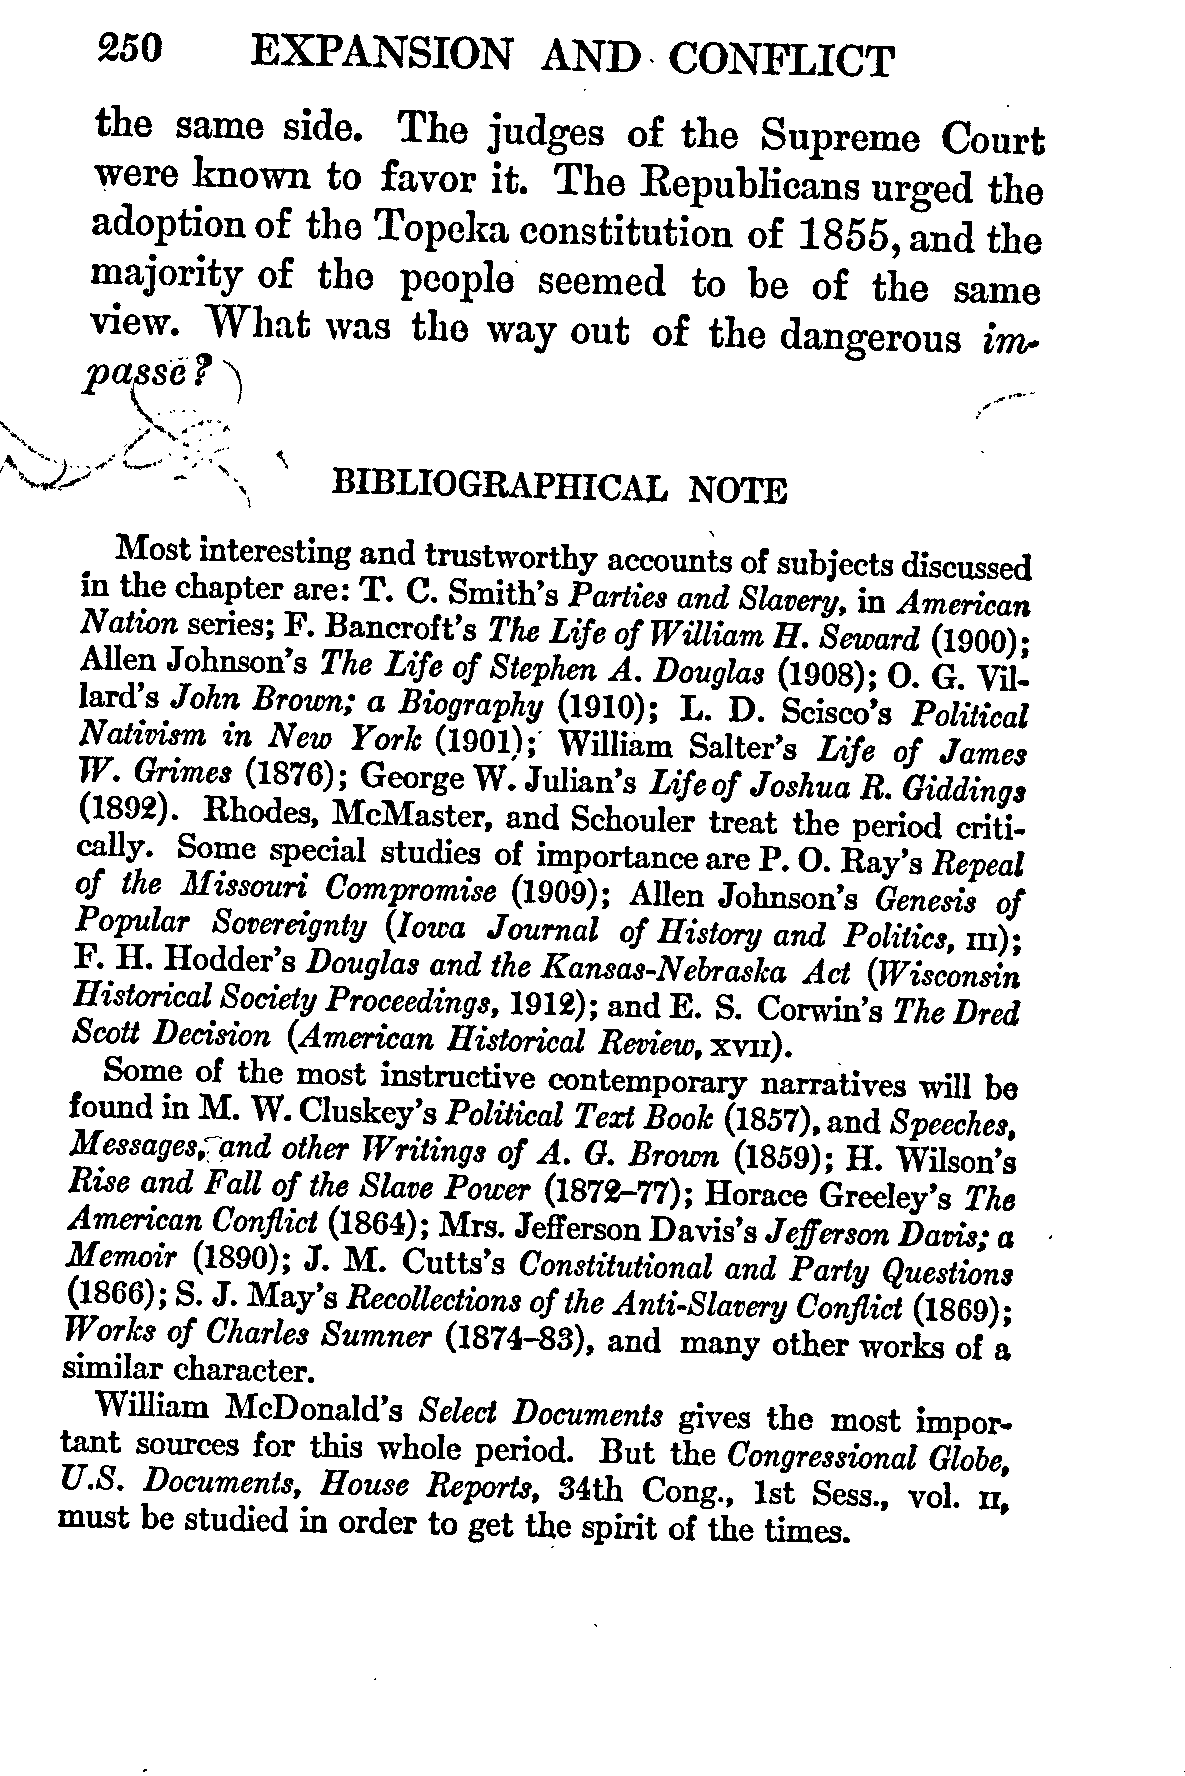 250 EXPANSION AND CONFLICT
the same side. The judges of the Supreme Court
were known to favor it. The Republicans urged the
adoption of the Topeka constitution of 1855, and the
majority of the people seemed to be of the same
view. What was the way out of the dangerous im-
passe?
BIBLIOGRAPHICAL NOTE
Most interesting and trustworthy accounts of subjects discussed
in the chapter are: T. C. Smith's Parties and Slavery, in American
Nation series; F. Bancroft's The Life of William H. Seward (1900);
Allen Johnson's The Life of Stephen A. Douglas (1908); O. G. Vil-
lard's John Brown; a Biography (1910); L. D. Scisco's Political
Nativism in New York (1901); William Salter's Life of James
W. Grimes (1876); George W. Julian's Life of Joshua R. Giddings
(1892). Rhodes, McMaster, and Schouler treat the period criti-
cally. Some special studies of importance are P. O. Ray's Repeal
of the Missouri Compromise (1909); Allen Johnson's Genesis of
Popular Sovereignty (Iowa Journal of History and Politics, III);
F. H. Hodder's Douglas and the Kansas-Nebraska Act (Wisconsin
Historical Society Proceedings, 1912); and E. S. Corwin's The Dred
Scott Decision (American Historical Review, XVII).
Some of the most instructive contemporary narratives will be
found in M. W. Cluskey's Political Text Book (1857), and Speeches,
Messages, and other Writings of A. G. Brown (1859); H. Wilson's
Rise and Fall of the Slave Power (1872–77); Horace Greeley's The
American Conflict (1864); Mrs. Jefferson Davis's Jefferson Davis; a
Memoir (1890); J. M. Cutts's Constitutional and Party Questions
(1866); S. J. May's Recollections of the Anti-Slavery Conflict (1869);
Works of Charles Sumner (1874–83), and many other works of a
similar character.
William McDonald's Select Documents gives the most impor-
tant sources for this whole period. But the Congressional Globe,
U.S. Documents, House Reports, 34th Cong., 1st Sess., vol. II,
must be studied in order to get the spirit of the times.